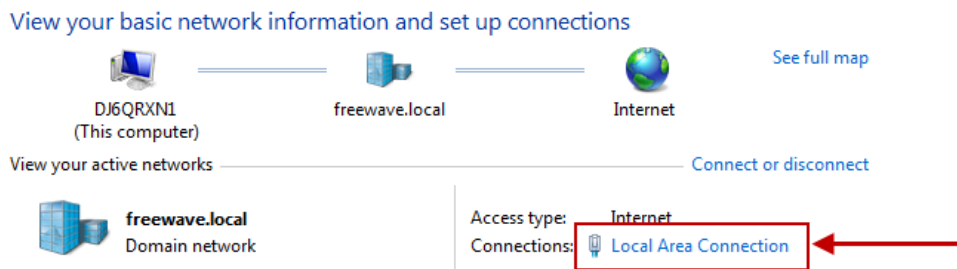 View your basic network information and set up connections
See full map
DJ6QRXN1
(This computer)
freewave.local
Internet
View your active networks
Connect or disconnect
freewave.local
Domain network
Access type: Internet
Connections: Local Area Connection